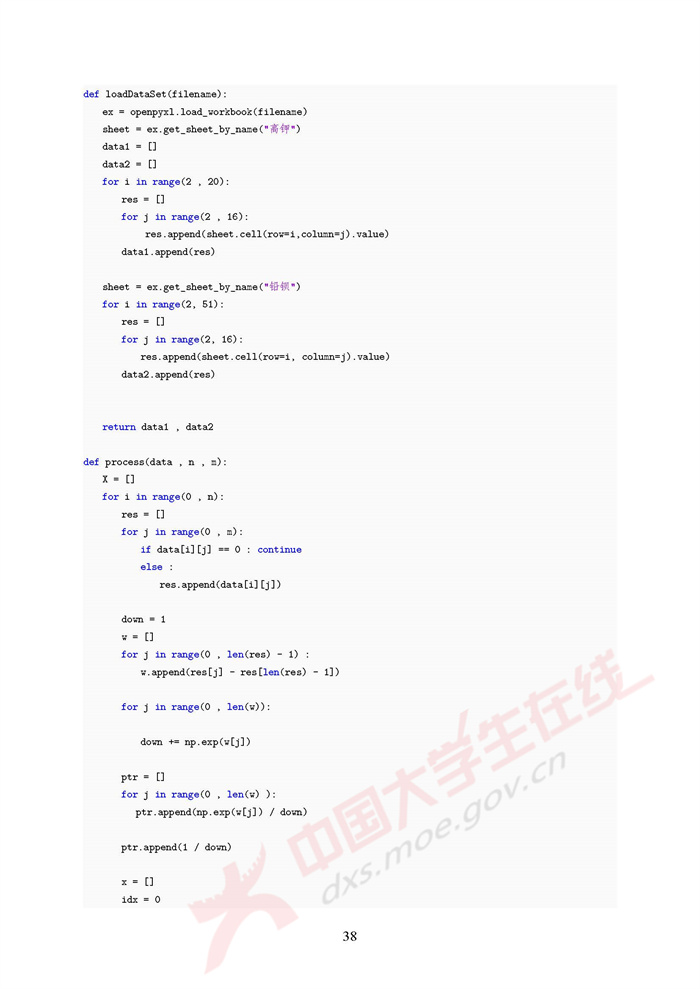 def loadDataSet(filename):
ex = openpyxl.load_workbook(filename)
sheet = ex.get_sheet_by_name("高钾")
data1 = []
data2 = []
for i in range(2 , 20):
res = []
for j in range(2 , 16):
res.append(sheet.cell(row=i,column=j).value)
data1.append(res)
sheet = ex.get_sheet_by_name("铅钡")
for i in range(2, 51):
res = []
for j in range(2, 16):
res.append(sheet.cell(row=i, column=j).value)
data2.append(res)
return data1 , data2
def process(data , n , m):
X = []
for i in range(0 , n):
res = []
for j in range(0 , m):
if data[i][j] == 0 : continue
else :
res.append(data[i][j])
down = 1
w = []
for j in range(0 , len(res) - 1) :
w.append(res[j] - res[len(res) - 1])
for j in range(0 , len(w)):
down += np.exp(w[j])
ptr = []
for j in range(0 , len(w) ):
ptr.append(np.exp(w[j]) / down)
ptr.append(1 / down)
x = []
idx = 0
中国大学生在线
dxs.moe.gov.cn
38